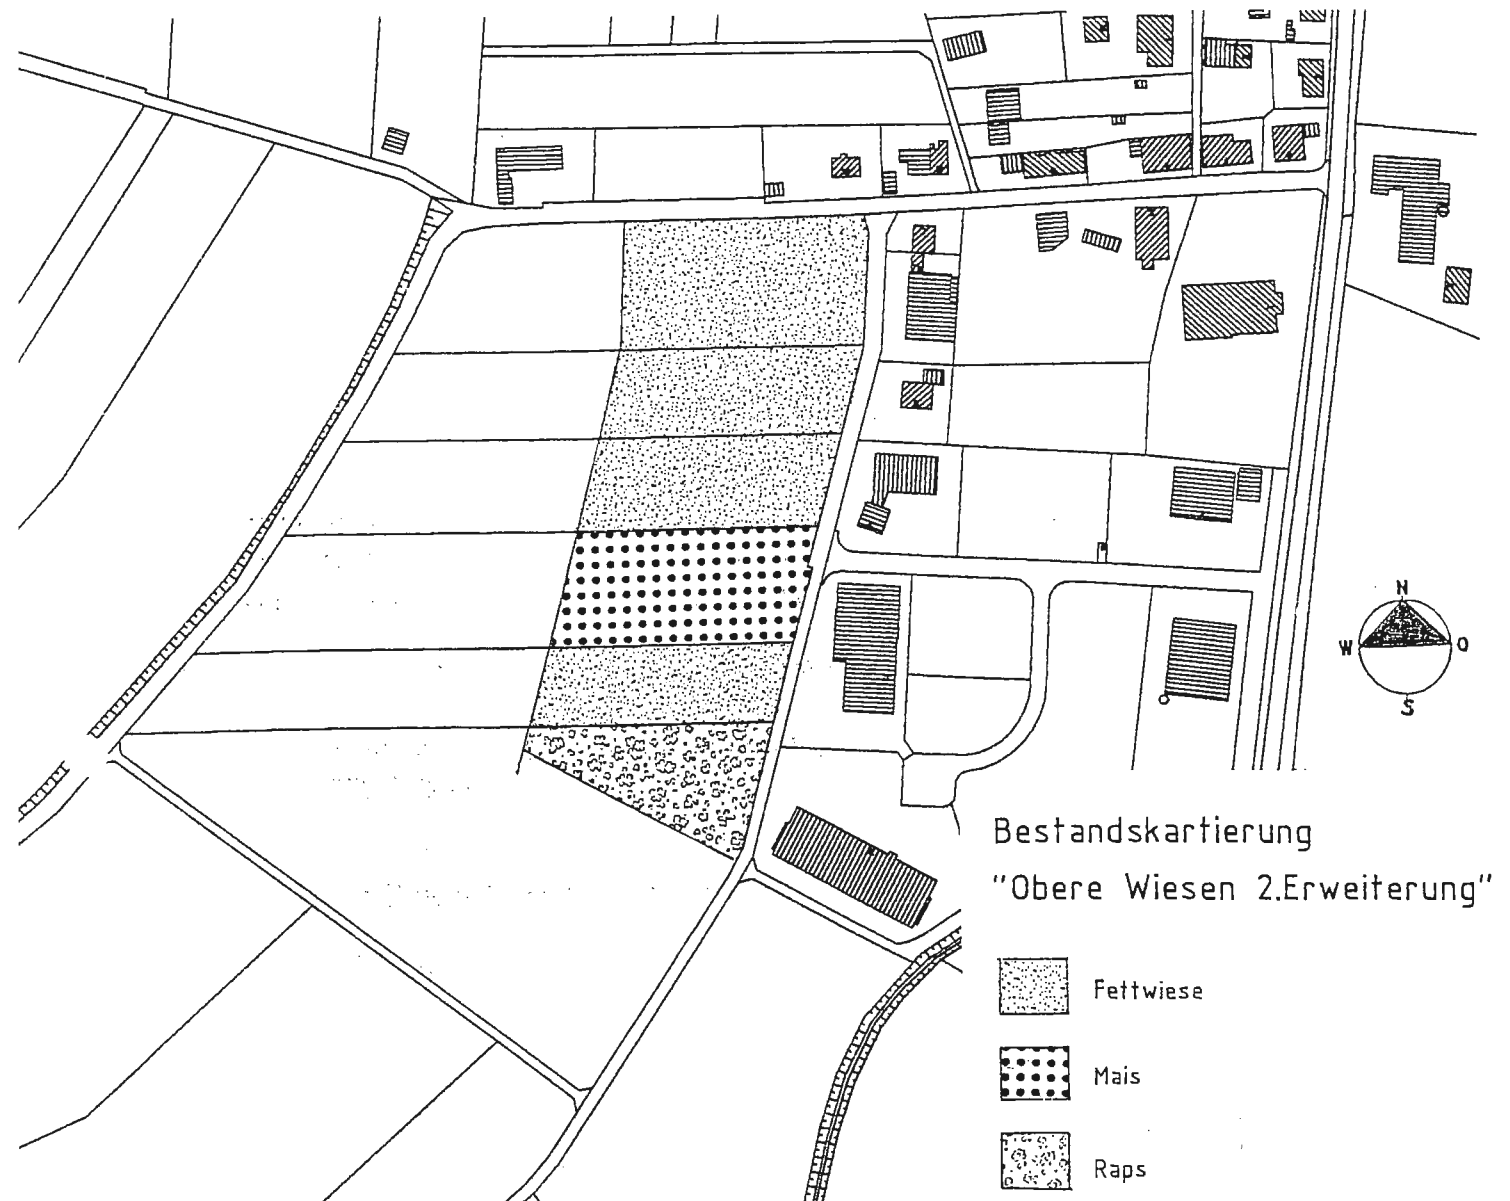 N
W O
S
Bestandskartierung
"Obere Wiesen 2.Erweiterung"
Fettwiese
Mais
Raps